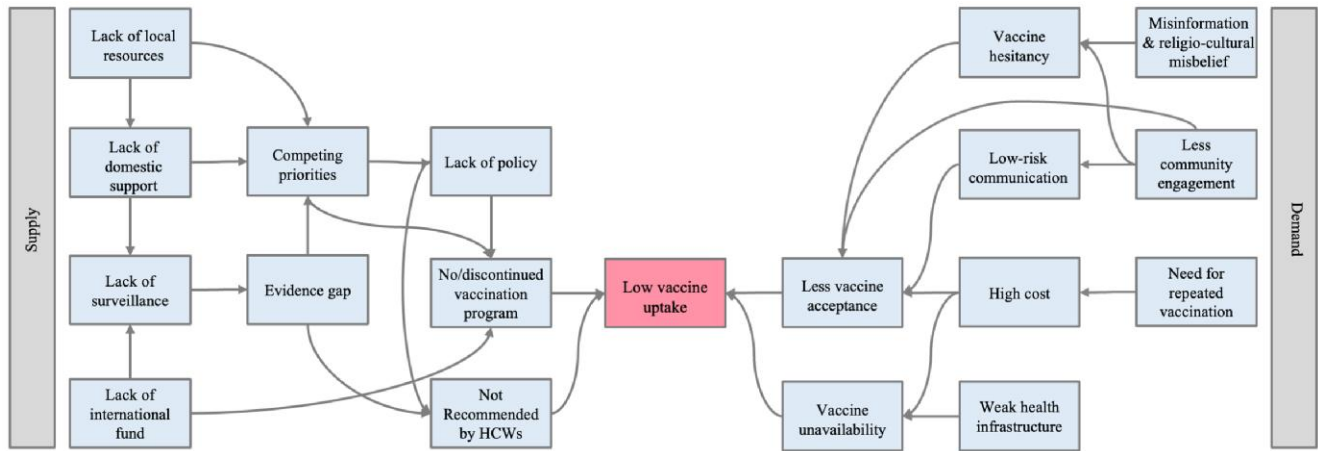 Supply
Lack of local
resources
Lack of
domestic
support
Lack of
surveillance
Lack of
international
fund
Competing
priorities
Evidence gap
Lack of policy
No/discontinued
vaccination
program
Not
Recommended
by HCWs
Low vaccine
uptake
Less vaccine
acceptance
Vaccine
unavailability
Vaccine
hesitancy
Low-risk
communication
High cost
Weak health
infrastructure
Misinformation
& religio-cultural
misbelief
Less
community
engagement
Need for
repeated
vaccination
Demand